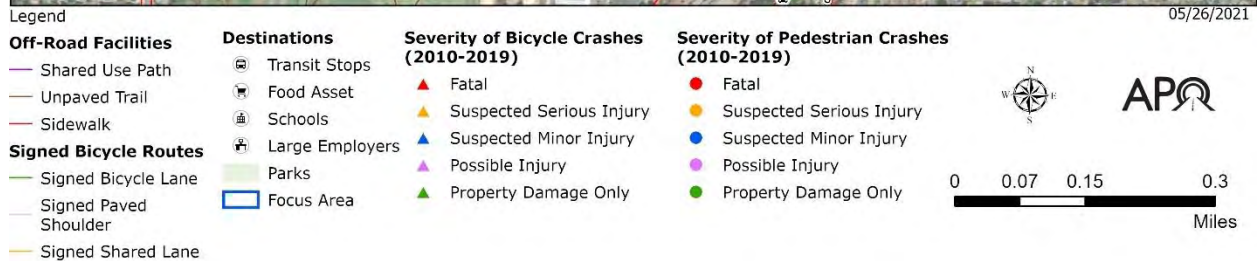 Legend
05/26/2021
Off-Road Facilities
Shared Use Path
Unpaved Trail
Sidewalk
Signed Bicycle Routes
Signed Bicycle Lane
Signed Paved
Shoulder
Signed Shared Lane
Destinations
Transit Stops
Food Asset
Schools
Large Employers
Parks
Focus Area
Severity of Bicycle Crashes
(2010-2019)
Fatal
Suspected Serious Injury
Suspected Minor Injury
Possible Injury
Property Damage Only
Severity of Pedestrian Crashes
(2010-2019)
Fatal
Suspected Serious Injury
Suspected Minor Injury
Possible Injury
Property Damage Only
N
W E
S
APO
0 0.07 0.15 0.3
Miles